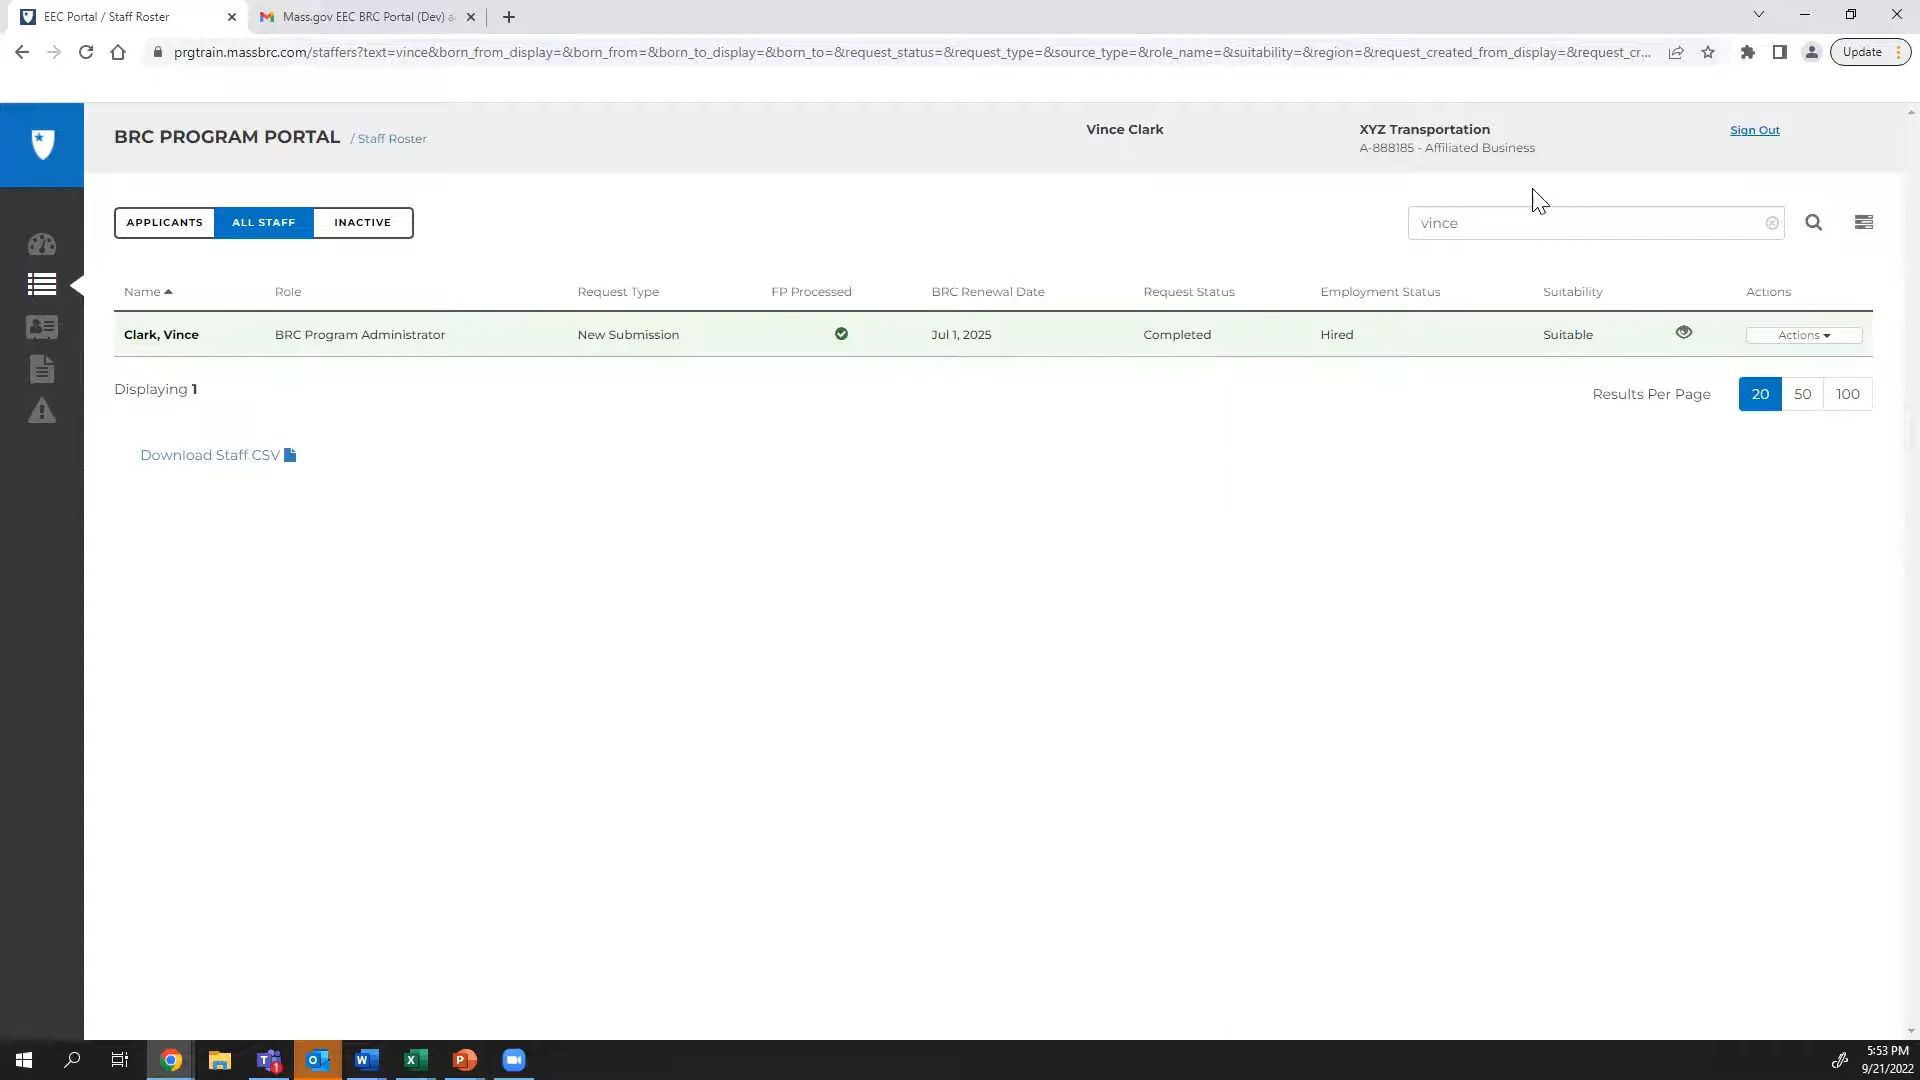 EEC Portal / Staff Roster
Mass.gov EEC BRC Portal (Dev) a
prgtrain.massbrc.com/staffers?text=vince&born_from_display=&born_from=&born_to_display=&born_to=&request_status=&request_type=&source_type=&role_name=&suitability=&region=&request_created_from_display=&request_cr...
Update
BRC PROGRAM PORTAL / Staff Roster
Vince Clark
XYZ Transportation
A-888185 - Affiliated Business
Sign Out
APPLICANTS ALL STAFF INACTIVE
vince
Name Role Request Type FP Processed BRC Renewal Date Request Status Employment Status Suitability Actions
Clark, Vince BRC Program Administrator New Submission Jul 1, 2025 Completed Hired Suitable Actions
Displaying 1
Results Per Page 20 50 100
Download Staff CSV
5:53 PM
9/21/2022